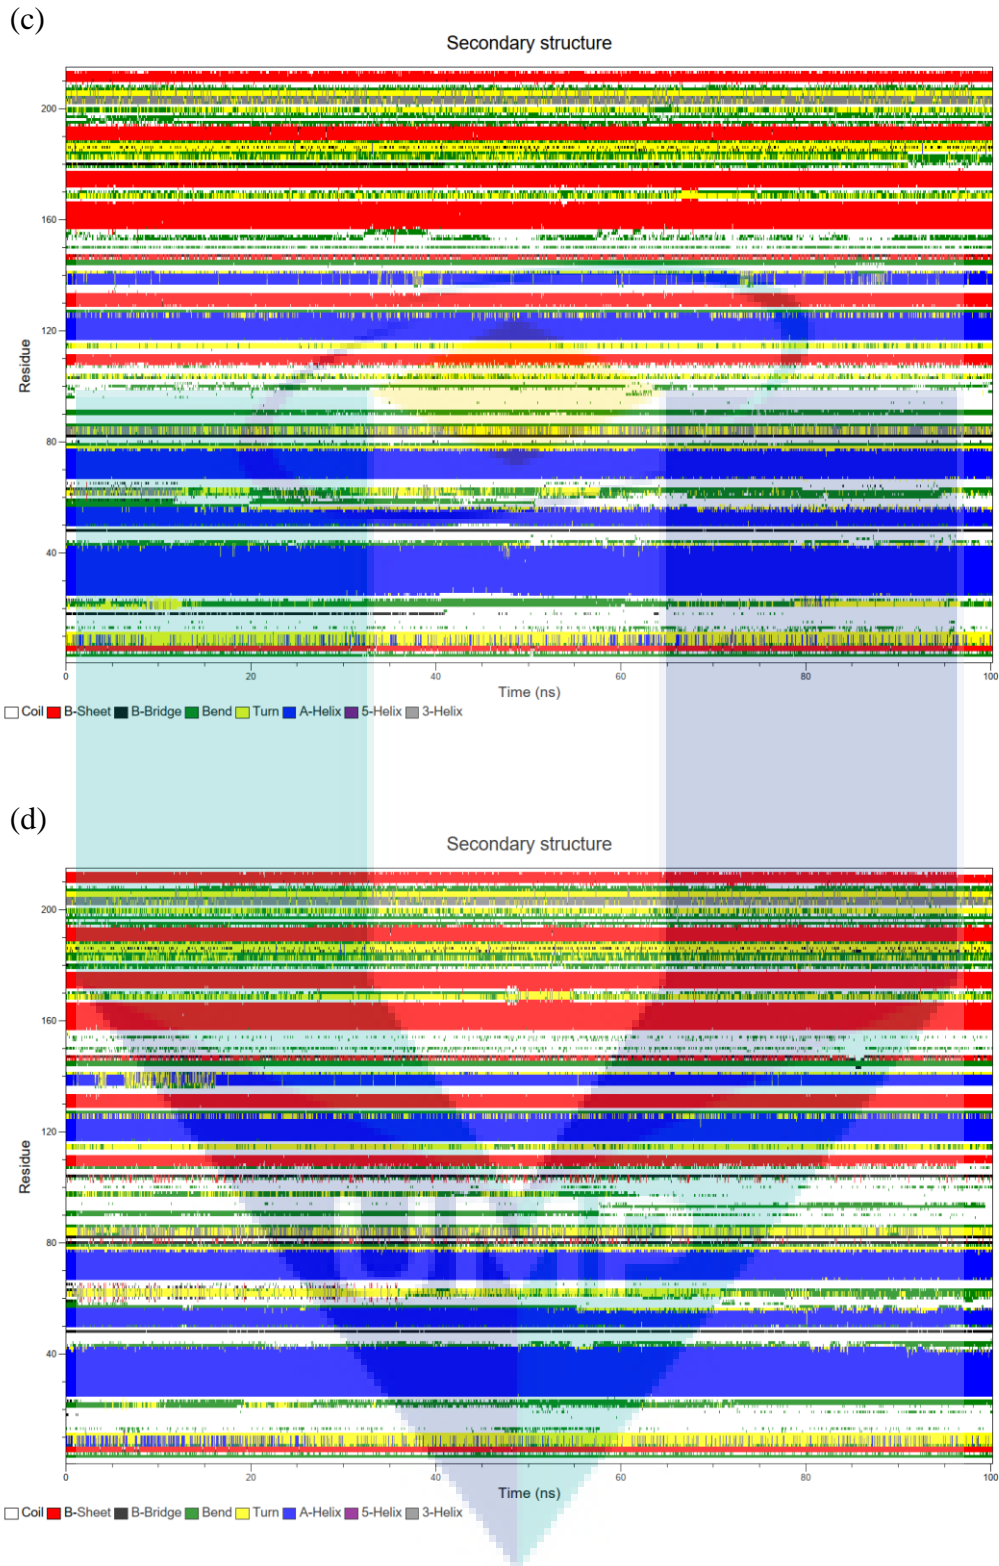 (c)
Secondary structure
200
160
120
80
40
Residue
0 20 40 60 80 100
Time (ns)
Coil B-Sheet B-Bridge Bend Turn A-Helix 5-Helix 3-Helix
(d)
Secondary structure
200
160
120
80
40
Residue
0 20 40 60 80 100
Time (ns)
Coil B-Sheet B-Bridge Bend Turn A-Helix 5-Helix 3-Helix
UMP